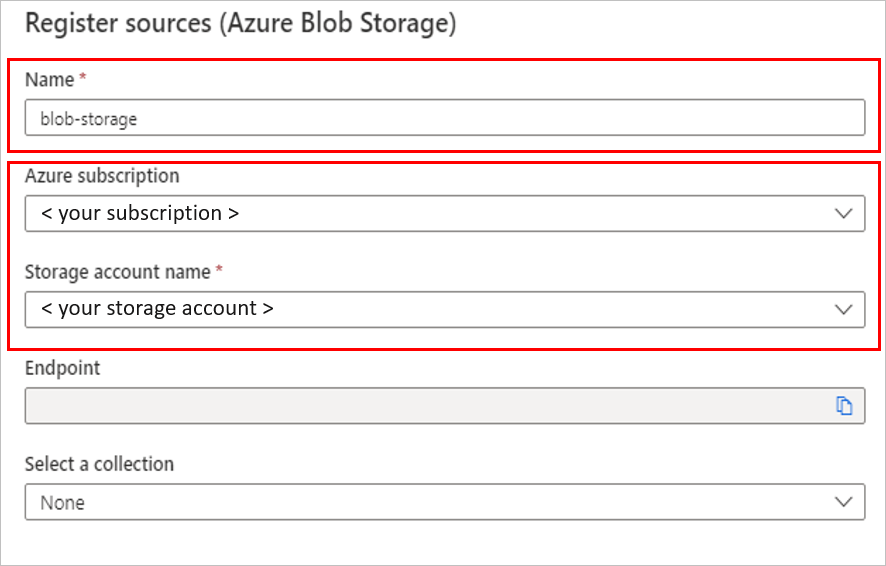 Register sources (Azure Blob Storage)
Name *
blob-storage
Azure subscription
< your subscription >
Storage account name *
< your storage account >
Endpoint
Select a collection
None